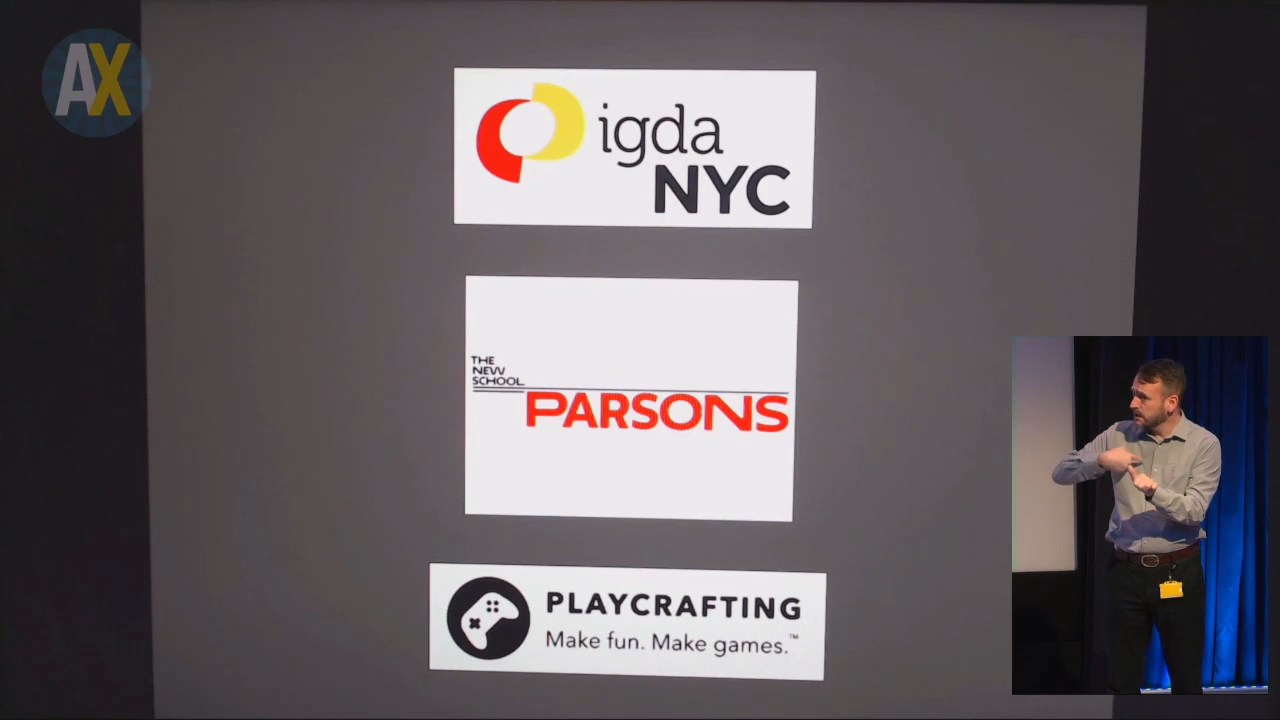 AX
igda
NYC
THE
NEW
SCHOOL
PARSONS
PLAYCRAFTING
Make fun. Make games.™